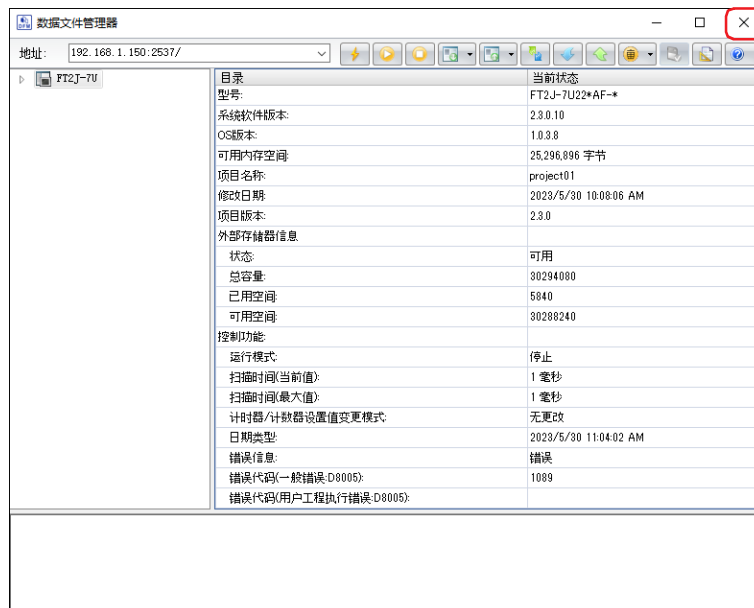 数据文件管理器
地址: 192.168.1.150:2537/
FT2J-7U
目录 当前状态
型号: FT2J-7U22*AF-*
系统软件版本: 2.3.0.10
OS版本: 1.0.3.8
可用内存空间: 25,296,896 字节
项目名称: project01
修改日期: 2023/5/30 10:08:06 AM
项目版本: 2.3.0
外部存储器信息
状态: 可用
总容量: 30294080
已用空间: 5840
可用空间: 30288240
控制功能:
运行模式: 停止
扫描时间(当前值): 1 毫秒
扫描时间(最大值): 1 毫秒
计时器/计数器设置值变更模式: 无更改
日期类型: 2023/5/30 11:04:02 AM
错误信息: 错误
错误代码(一般错误:D8005): 1089
错误代码(用户工程执行错误:D8005):